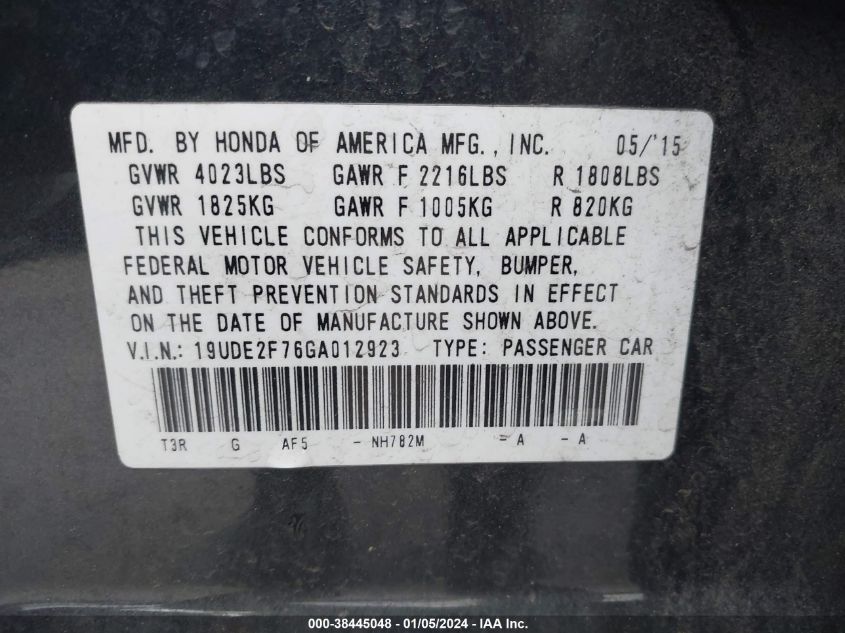 MFD. BY HONDA OF AMERICA MFG., INC. 05/'15
GVWR 4023LBS GAWR F 2216LBS R 1808LBS
GVWR 1825KG GAWR F 1005KG R 820KG
THIS VEHICLE CONFORMS TO ALL APPLICABLE
FEDERAL MOTOR VEHICLE SAFETY, BUMPER,
AND THEFT PREVENTION STANDARDS IN EFFECT
ON THE DATE OF MANUFACTURE SHOWN ABOVE.
V.I.N.: 19UDE2F76GA012923 TYPE: PASSENGER CAR
T3R G AF5 - NH782M = A - A
000-38445048 - 01/05/2024 - IAA Inc.